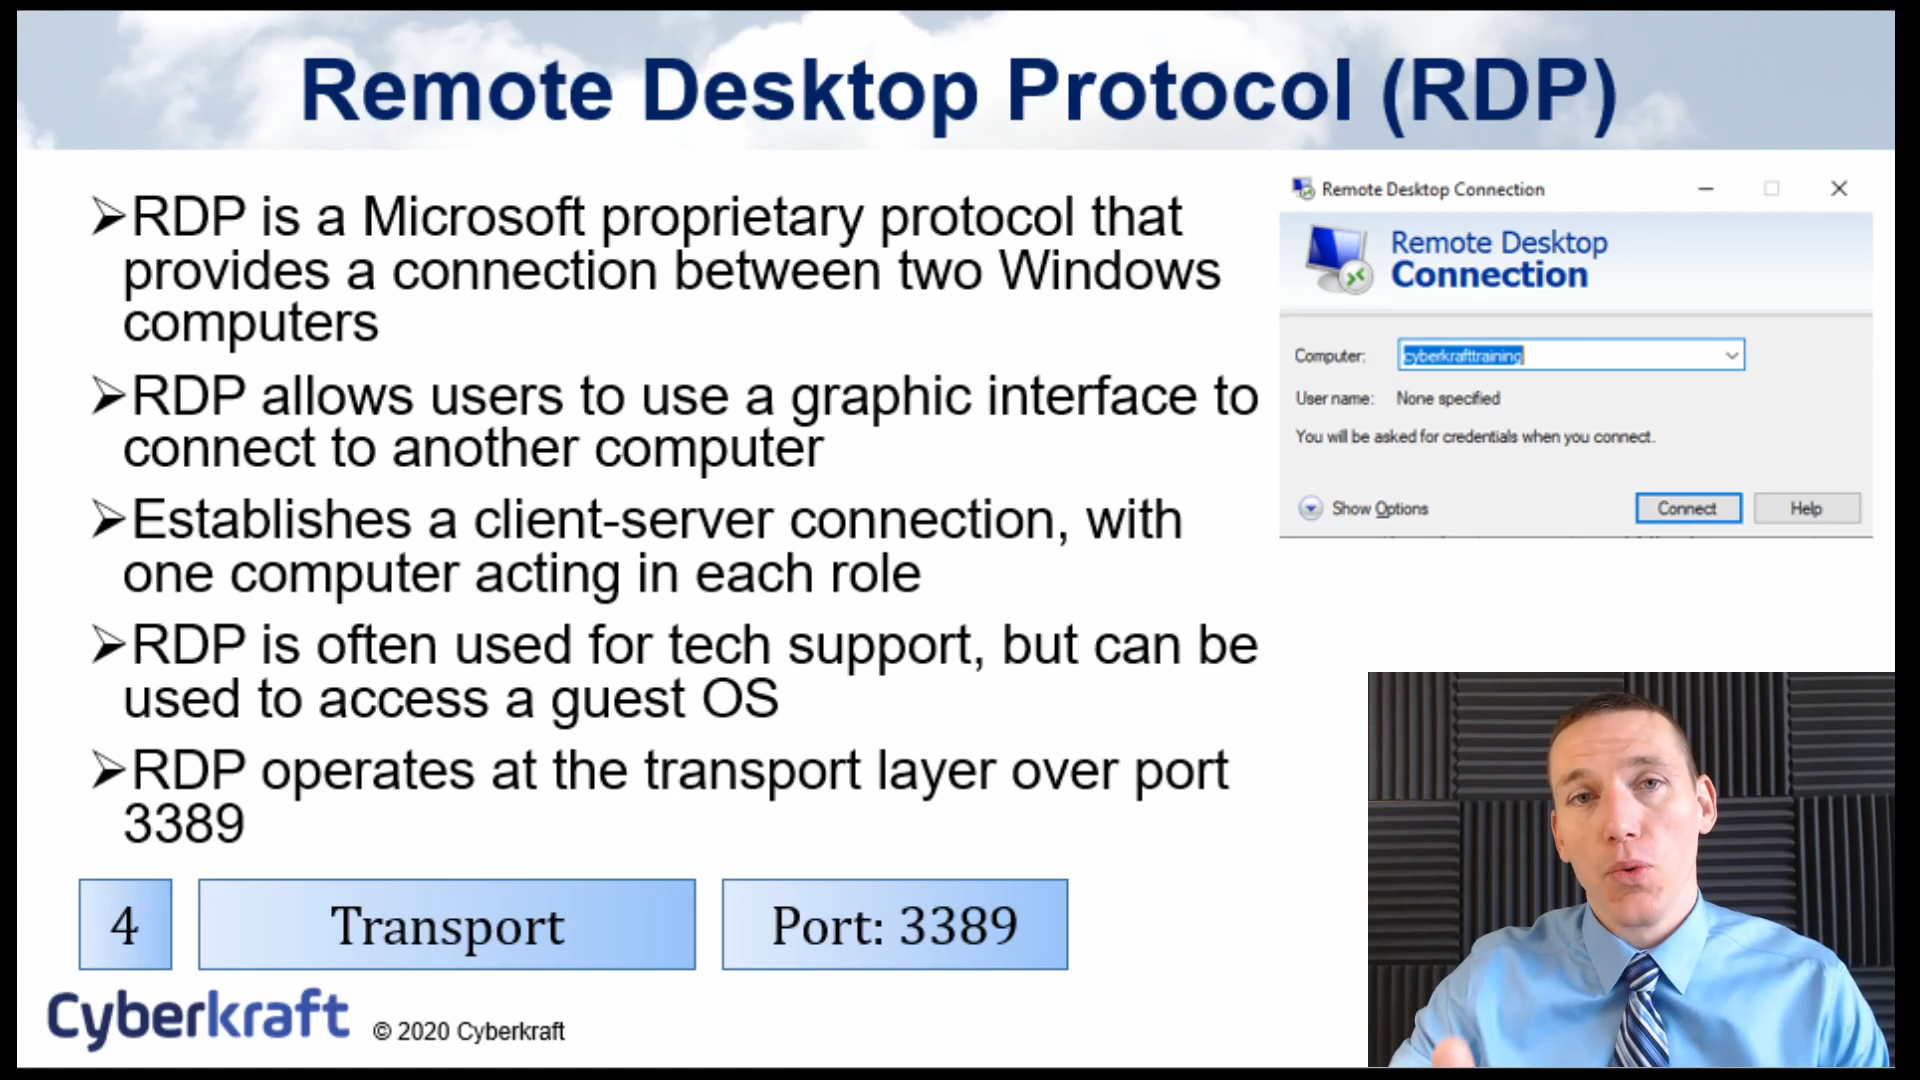 Remote Desktop Protocol (RDP)
➢RDP is a Microsoft proprietary protocol that
provides a connection between two Windows
computers
➢RDP allows users to use a graphic interface to
connect to another computer
➢Establishes a client-server connection, with
one computer acting in each role
➢RDP is often used for tech support, but can be
used to access a guest OS
➢RDP operates at the transport layer over port
3389
4
Transport
Port: 3389
Cyberkraft
© 2020 Cyberkraft
Remote Desktop Connection
Remote Desktop
Connection
Computer: cyberkrafttraining
User name: None specified
You will be asked for credentials when you connect.
Show Options
Connect
Help